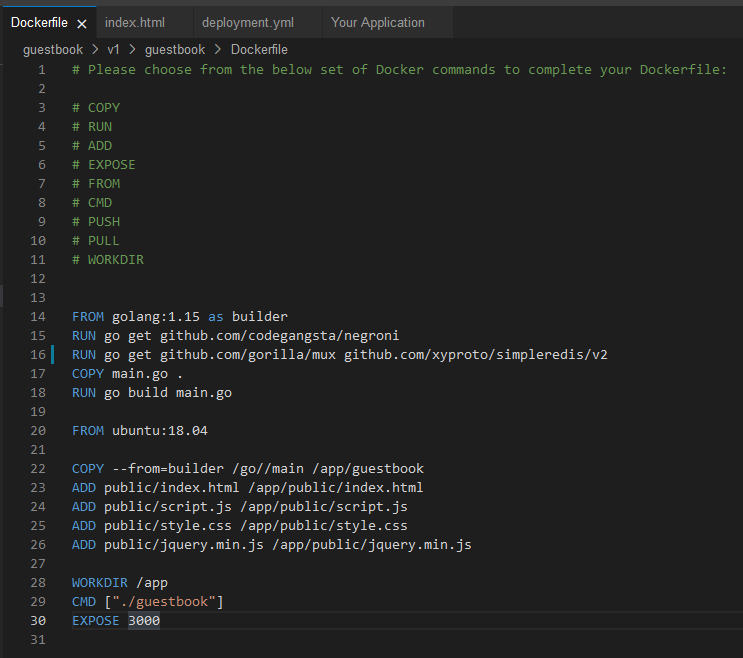 Dockerfile index.html deployment.yml Your Application
guestbook > v1 > guestbook > Dockerfile
1 # Please choose from the below set of Docker commands to complete your Dockerfile:
2
3 # COPY
4 # RUN
5 # ADD
6 # EXPOSE
7 # FROM
8 # CMD
9 # PUSH
10 # PULL
11 # WORKDIR
12
13
14 FROM golang:1.15 as builder
15 RUN go get github.com/codegangsta/negroni
16 RUN go get github.com/gorilla/mux github.com/xyproto/simpleredis/v2
17 COPY main.go .
18 RUN go build main.go
19
20 FROM ubuntu:18.04
21
22 COPY --from=builder /go//main /app/guestbook
23 ADD public/index.html /app/public/index.html
24 ADD public/script.js /app/public/script.js
25 ADD public/style.css /app/public/style.css
26 ADD public/jquery.min.js /app/public/jquery.min.js
27
28 WORKDIR /app
29 CMD ["./guestbook"]
30 EXPOSE 3000
31